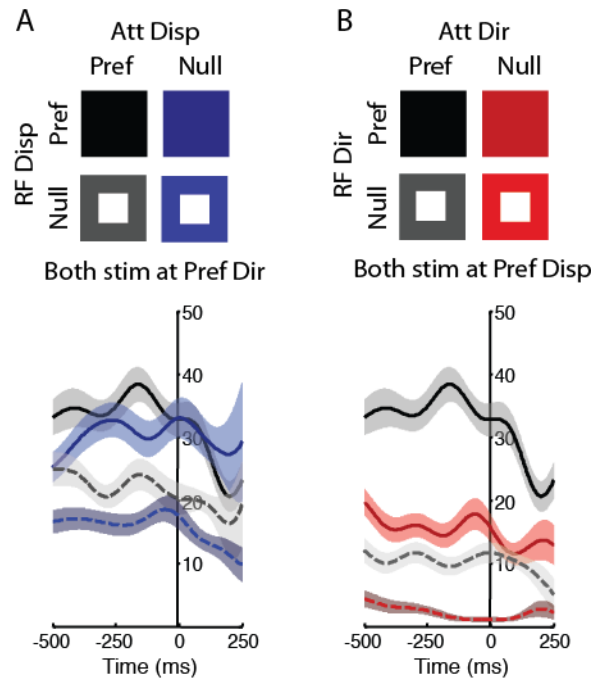 A
Att Disp
Pref Null
RF Disp
Pref
Null
Both stim at Pref Dir
50
40
30
20
10
-500 -250 0 250
Time (ms)
B
Att Dir
Pref Null
RF Dir
Pref
Null
Both stim at Pref Disp
50
40
30
20
10
-500 -250 0 250
Time (ms)